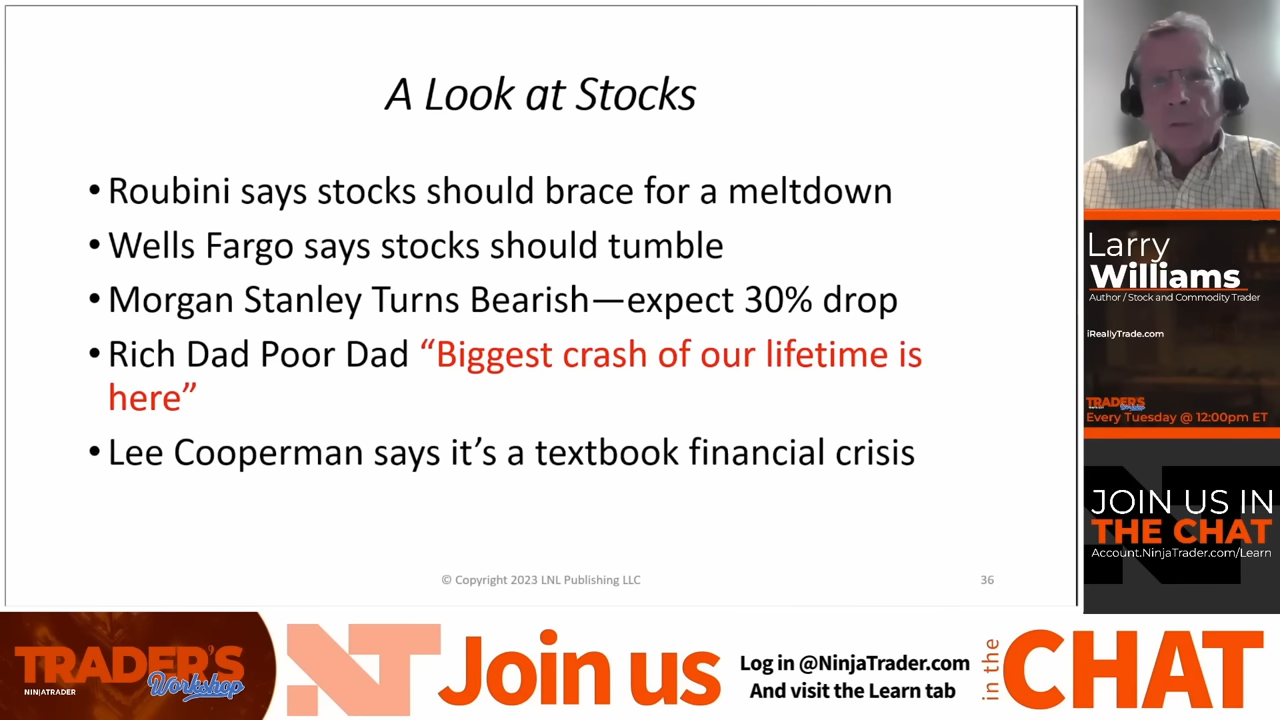 A Look at Stocks
• Roubini says stocks should brace for a meltdown
• Wells Fargo says stocks should tumble
• Morgan Stanley Turns Bearish—expect 30% drop
• Rich Dad Poor Dad “Biggest crash of our lifetime is
here”
• Lee Cooperman says it’s a textbook financial crisis
© Copyright 2023 LNL Publishing LLC
36
Larry
Williams
Author / Stock and Commodity Trader
iReallyTrade.com
TRADER'S
Workshop
Every Tuesday @ 12:00pm ET
JOIN US IN
THE CHAT
Account.NinjaTrader.com/Learn
TRADER'S
NINJATRADER
Workshop
NT
Join us
Log in @NinjaTrader.com
And visit the Learn tab
in the
CHAT